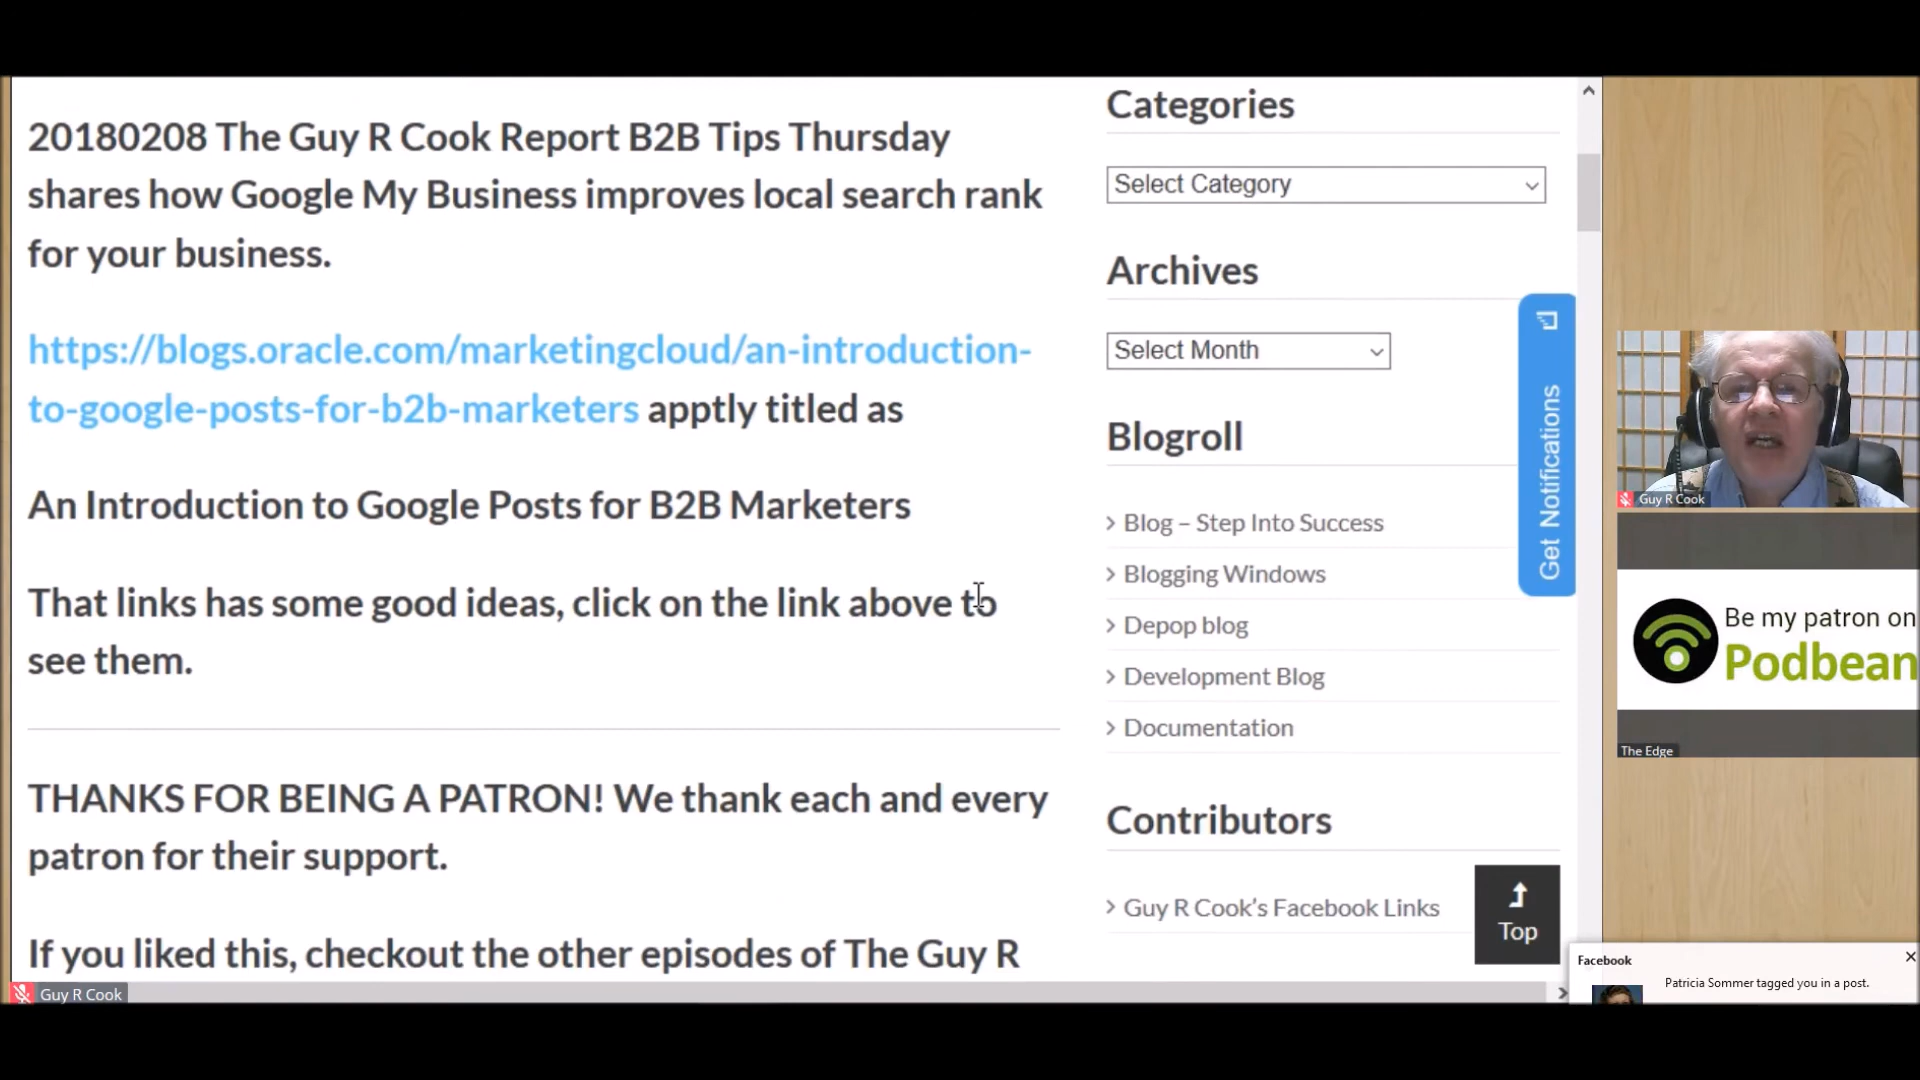 20180208 The Guy R Cook Report B2B Tips Thursday
shares how Google My Business improves local search rank
for your business.
https://blogs.oracle.com/marketingcloud/an-introduction-
to-google-posts-for-b2b-marketers apptly titled as
An Introduction to Google Posts for B2B Marketers
That links has some good ideas, click on the link above to
see them.
THANKS FOR BEING A PATRON! We thank each and every
patron for their support.
If you liked this, checkout the other episodes of The Guy R
Guy R Cook
Categories
Select Category
Archives
Select Month
Blogroll
Blog – Step Into Success
Blogging Windows
Depop blog
Development Blog
Documentation
Contributors
Guy R Cook's Facebook Links
Get Notifications
Top
Guy R Cook
Be my patron on
Podbean
The Edge
Facebook
Patricia Sommer tagged you in a post.